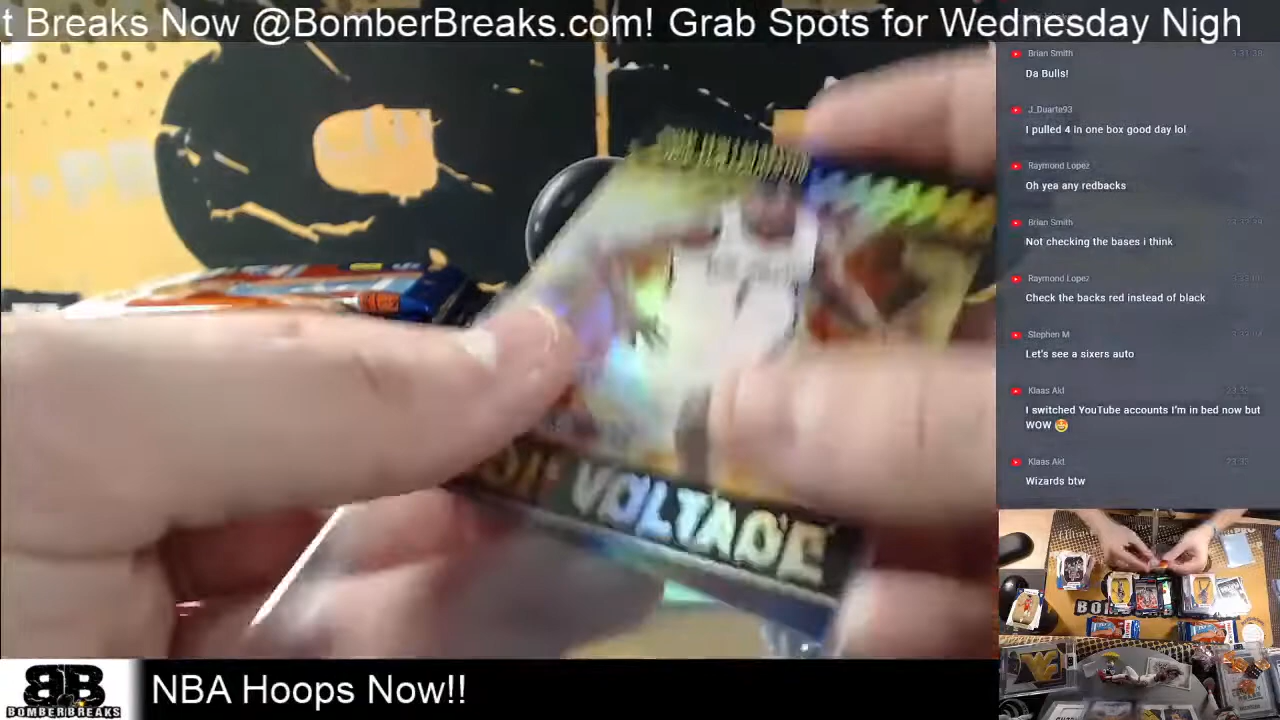 t Breaks Now @BomberBreaks.com! Grab Spots for Wednesday Nigh
Brian Smith
Da Bulls!
J_Duarte93
I pulled 4 in one box good day lol
Raymond Lopez
Oh yea any redbacks
Brian Smith
Not checking the bases i think
Raymond Lopez
Check the backs red instead of black
Stephen M
Let's see a sixers auto
Klaas Akt
I switched YouTube accounts I'm in bed now but
WOW 🤩
Klaas Akt
Wizards btw
VOLTAGE
BB
BOMBERBREAKS
NBA Hoops Now!!